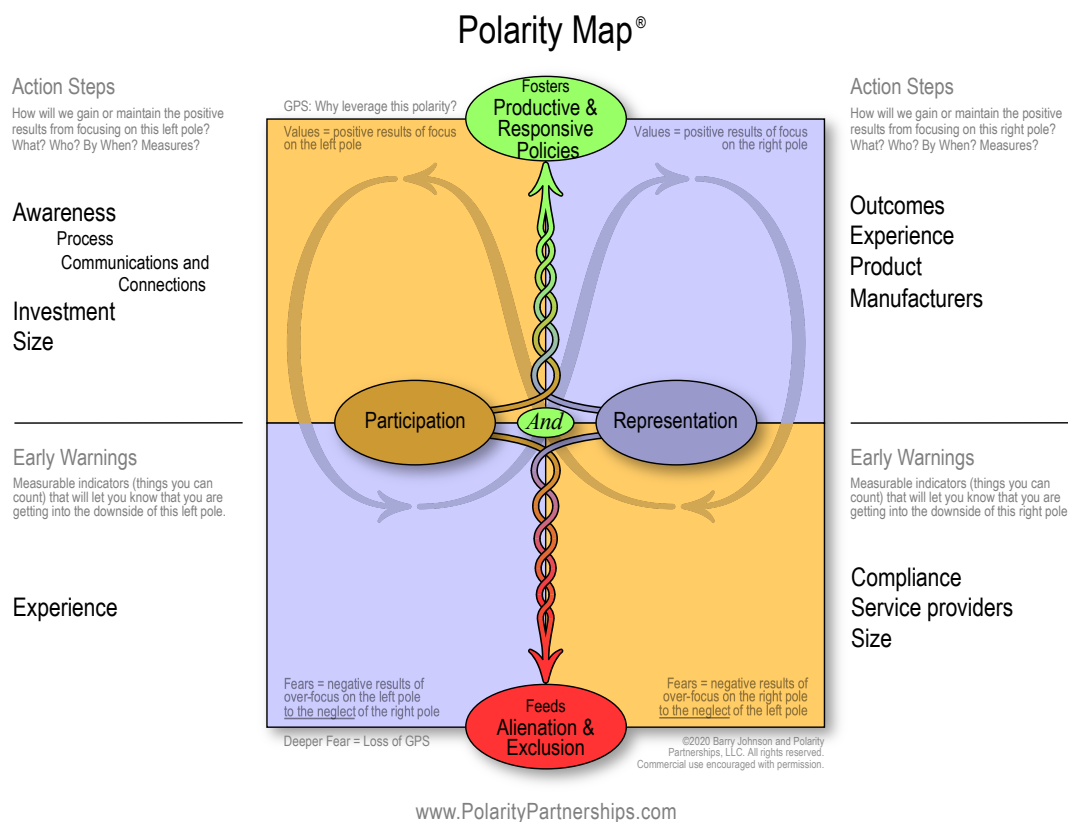 Polarity Map®
Action Steps
How will we gain or maintain the positive
results from focusing on this left pole?
What? Who? By When? Measures?
Awareness
Process
Communications and
Connections
Investment
Size
Early Warnings
Measurable indicators (things you can
count) that will let you know that you are
getting into the downside of this left pole.
Experience
GPS: Why leverage this polarity?
Values = positive results of focus
on the left pole
Fosters
Productive &
Responsive
Policies
Values = positive results of focus
on the right pole
Participation
And
Representation
Fears = negative results of
over-focus on the left pole
to the neglect of the right pole
Deeper Fear = Loss of GPS
Feeds
Alienation &
Exclusion
Fears = negative results of
over-focus on the right pole
to the neglect of the left pole
©2020 Barry Johnson and Polarity
Partnerships, LLC. All rights reserved.
Commercial use encouraged with permission.
Action Steps
How will we gain or maintain the positive
results from focusing on this right pole?
What? Who? By When? Measures?
Outcomes
Experience
Product
Manufacturers
Early Warnings
Measurable indicators (things you can
count) that will let you know that you are
getting into the downside of this right pole
Compliance
Service providers
Size
www.PolarityPartnerships.com